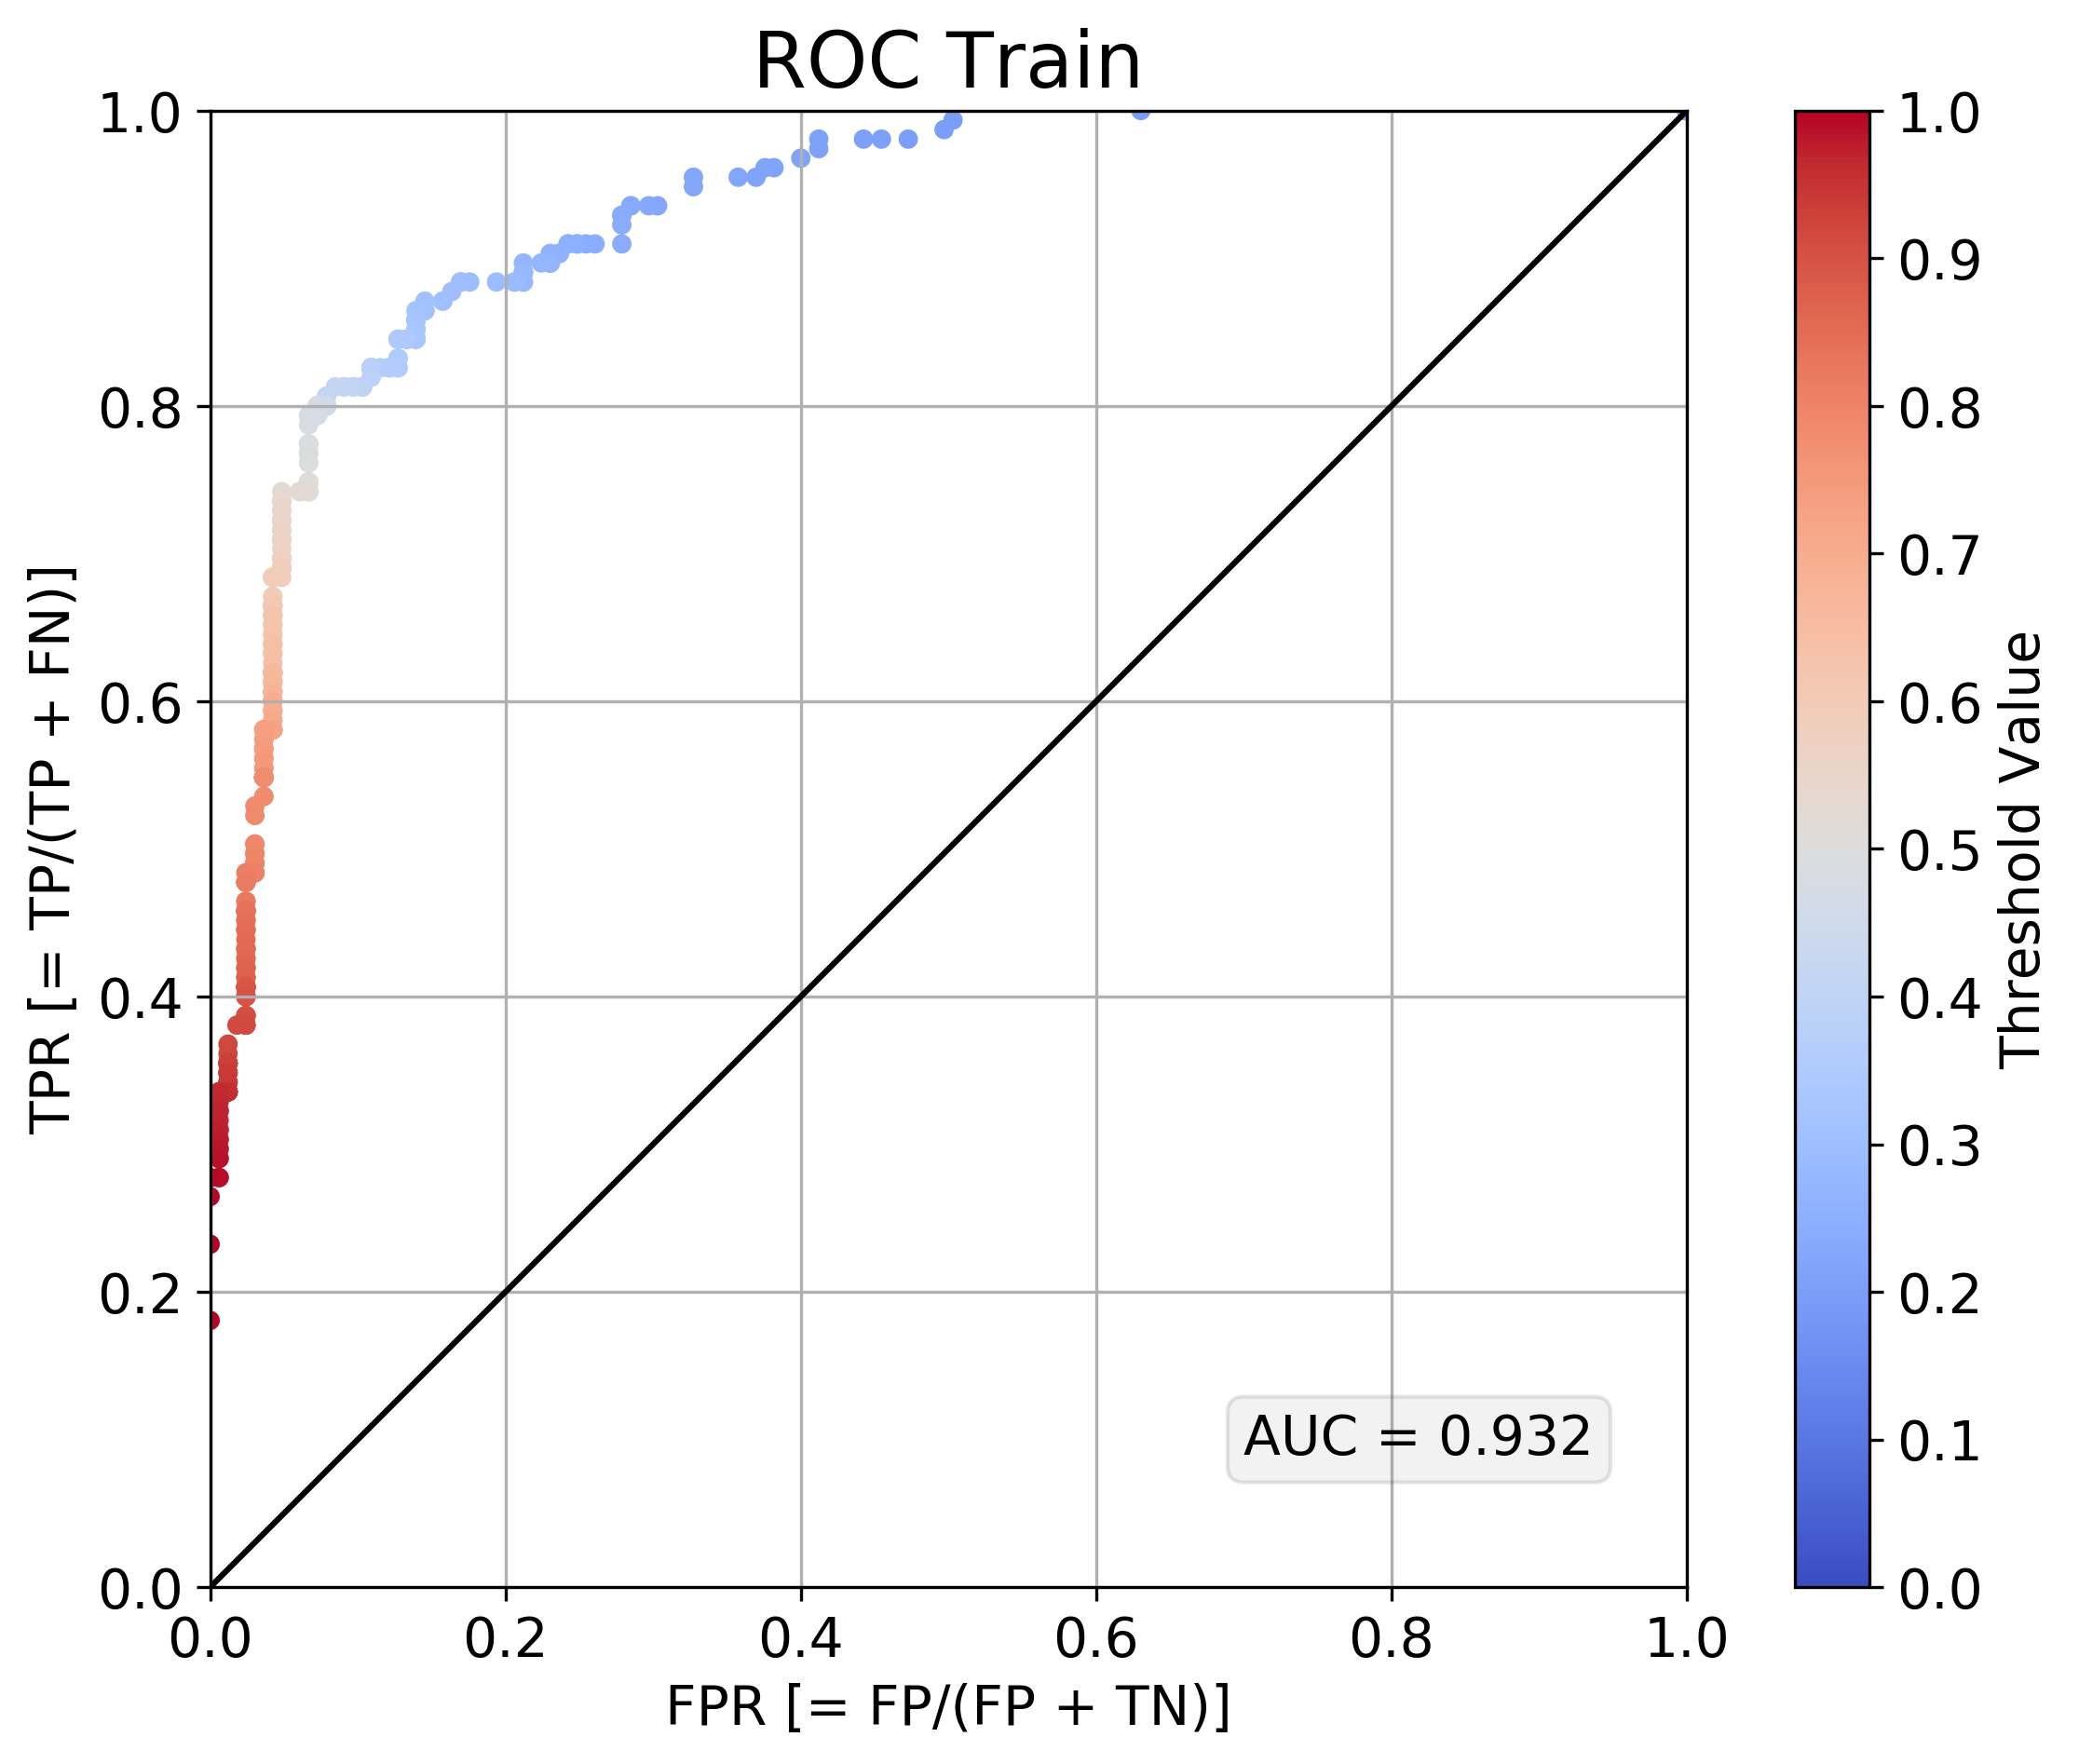 ROC Train
1.0
0.8
0.6
0.4
0.2
0.0
TPR [= TP/(TP + FN)]
0.0 0.2 0.4 0.6 0.8 1.0
FPR [= FP/(FP + TN)]
AUC = 0.932
1.0
0.9
0.8
0.7
0.6
0.5
0.4
0.3
0.2
0.1
0.0
Threshold Value